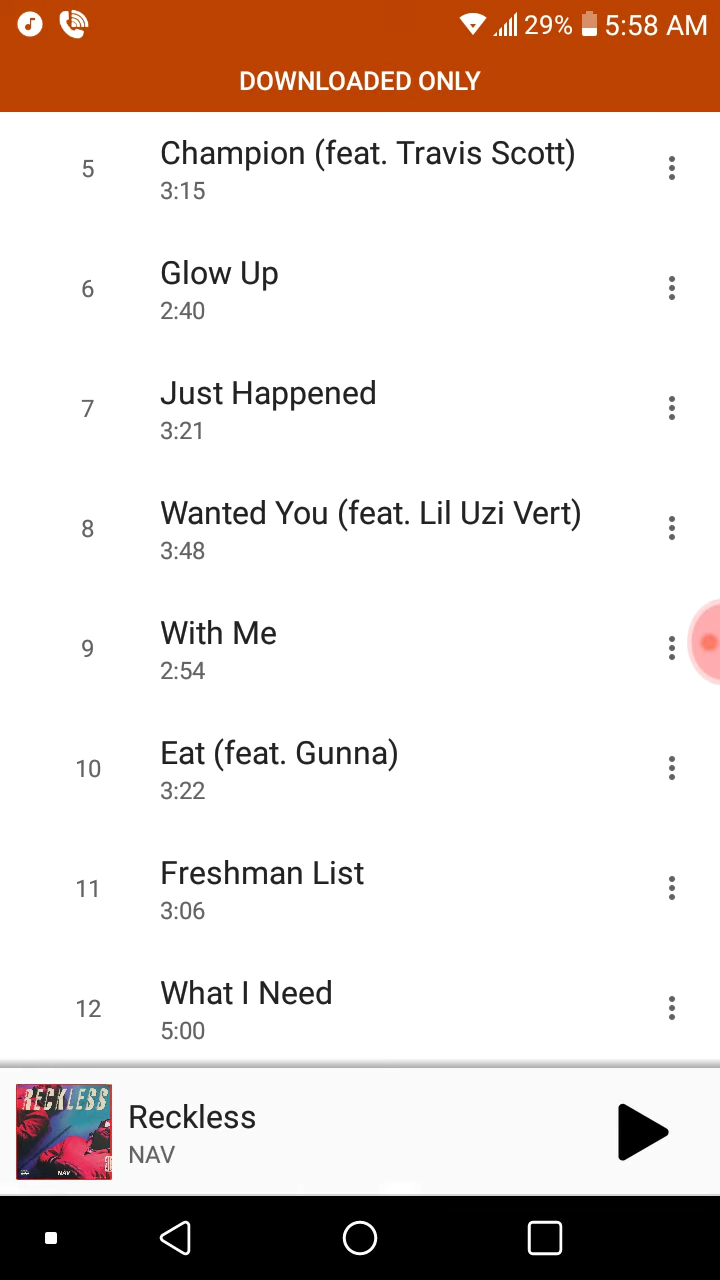 29% 5:58 AM
DOWNLOADED ONLY
5 Champion (feat. Travis Scott)
3:15
6 Glow Up
2:40
7 Just Happened
3:21
8 Wanted You (feat. Lil Uzi Vert)
3:48
9 With Me
2:54
10 Eat (feat. Gunna)
3:22
11 Freshman List
3:06
12 What I Need
5:00
RECKLESS
NAV
Reckless
NAV